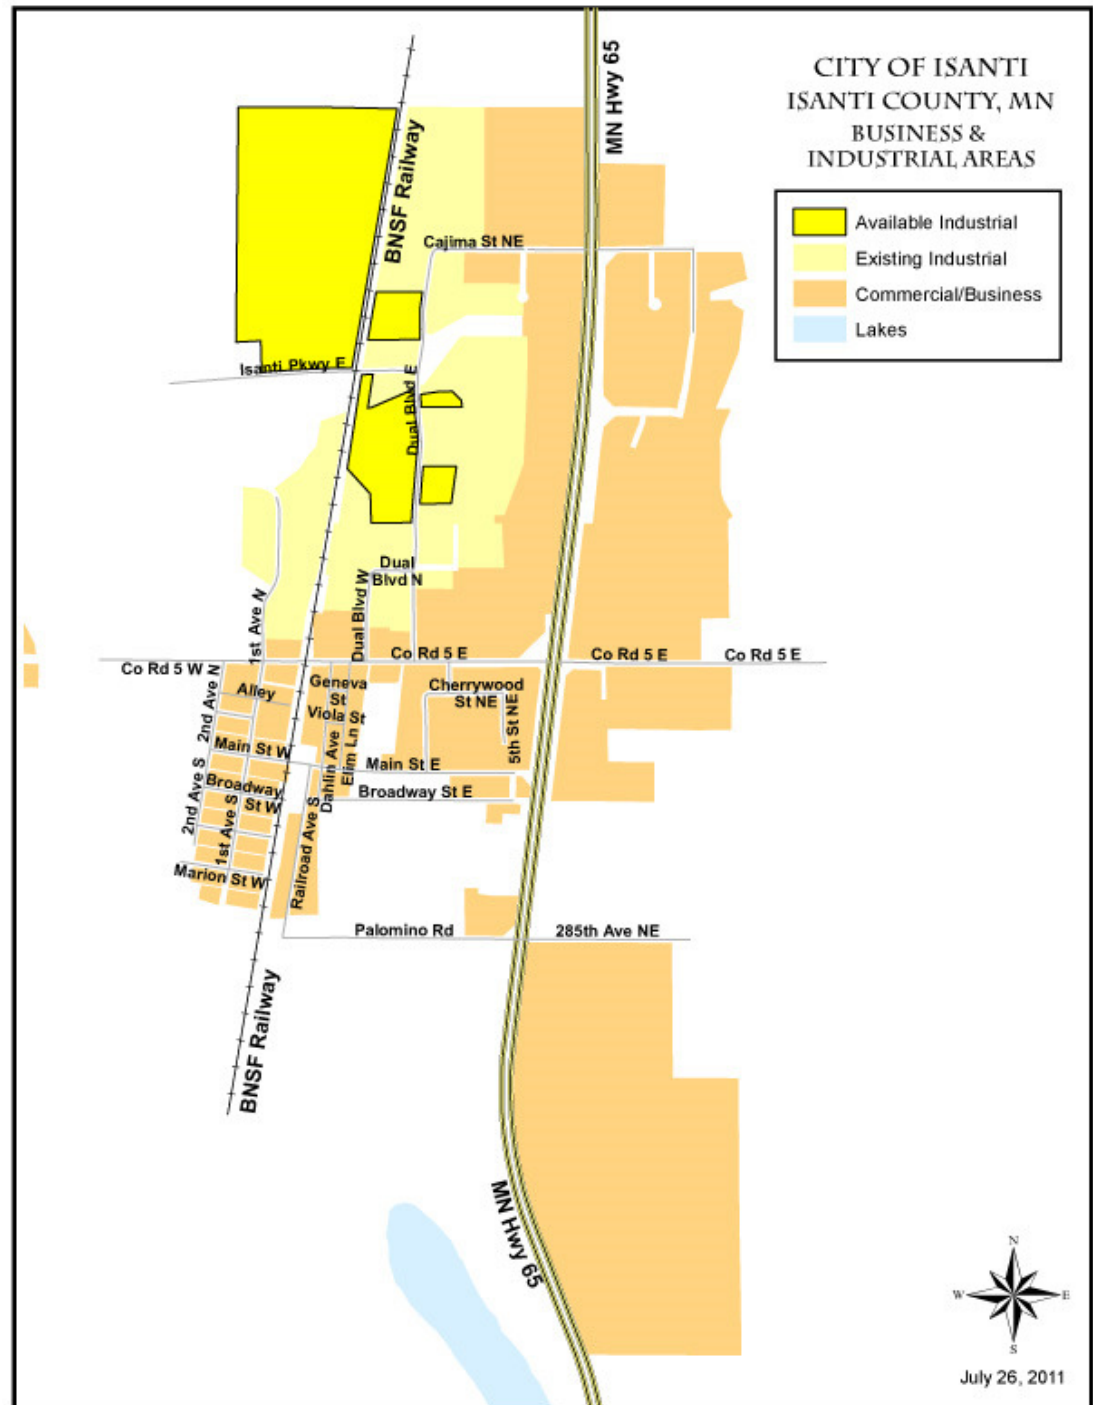 CITY OF ISANTI
ISANTI COUNTY, MN
BUSINESS &
INDUSTRIAL AREAS
Available Industrial
Existing Industrial
Commercial/Business
Lakes
MN Hwy 65
BNSF Railway
Cajima St NE
Isanti Pkwy E
Dual Blvd E
Dual
Blvd N
Dual Blvd W
1st Ave N
Co Rd 5 W
Co Rd 5 E
Co Rd 5 E
Co Rd 5 E
2nd Ave N
Alley
Geneva
St
Viola St
Cherrywood
St NE
5th St NE
Main St W
Dahlin Ave
Elim Ln
Main St E
2nd Ave S
Broadway
St W
1st Ave S
Railroad Ave S
Broadway St E
Marion St W
Palomino Rd
285th Ave NE
BNSF Railway
MN Hwy 65
N
W
E
S
July 26, 2011